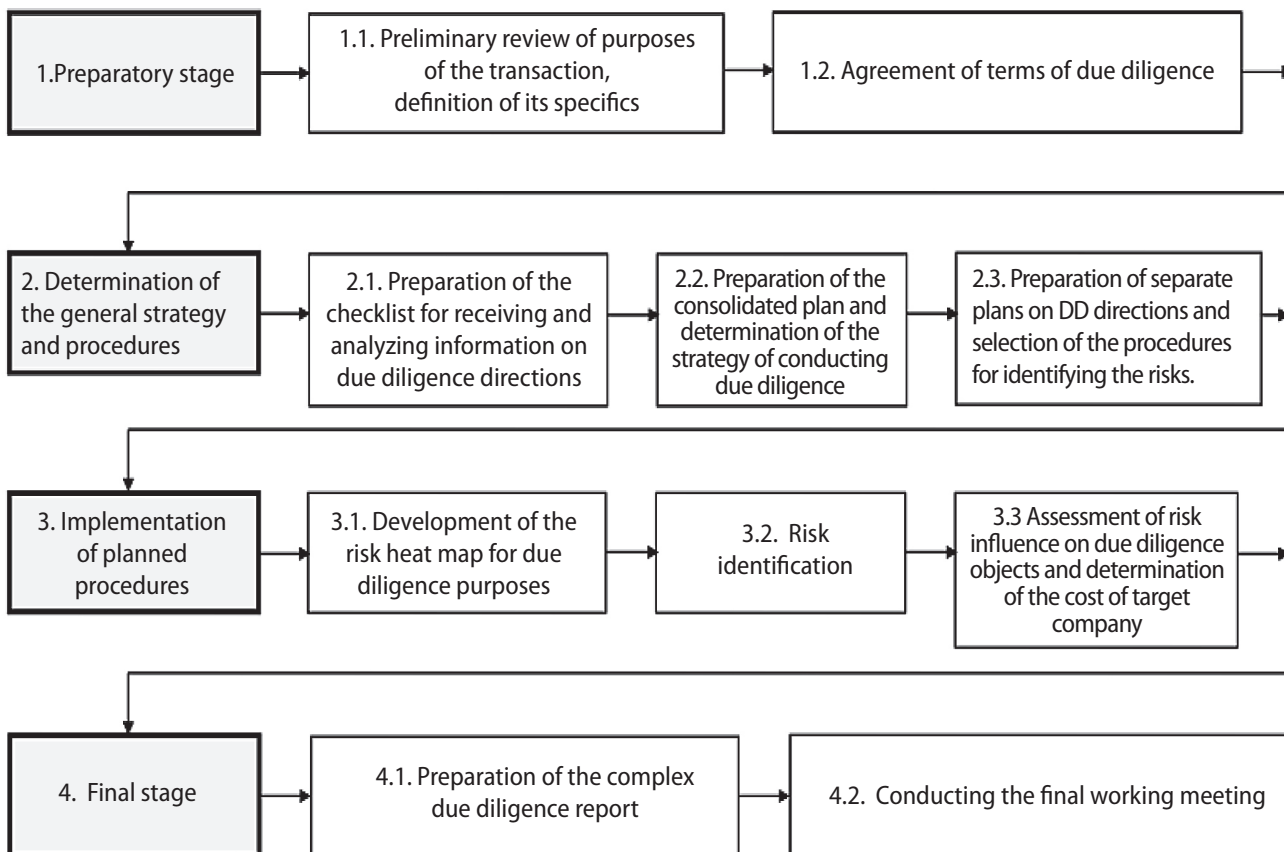 1.Preparatory stage
1.1. Preliminary review of purposes
of the transaction,
definition of its specifics
1.2. Agreement of terms of due diligence
2. Determination of
the general strategy
and procedures
2.1. Preparation of the
checklist for receiving and
analyzing information on
due diligence directions
2.2. Preparation of the
consolidated plan and
determination of the
strategy of conducting
due diligence
2.3. Preparation of separate
plans on DD directions and
selection of the procedures
for identifying the risks.
3. Implementation
of planned
procedures
3.1. Development of the
risk heat map for due
diligence purposes
3.2. Risk
identification
3.3 Assessment of risk
influence on due diligence
objects and determination
of the cost of target
company
4. Final stage
4.1. Preparation of the complex
due diligence report
4.2. Conducting the final working meeting